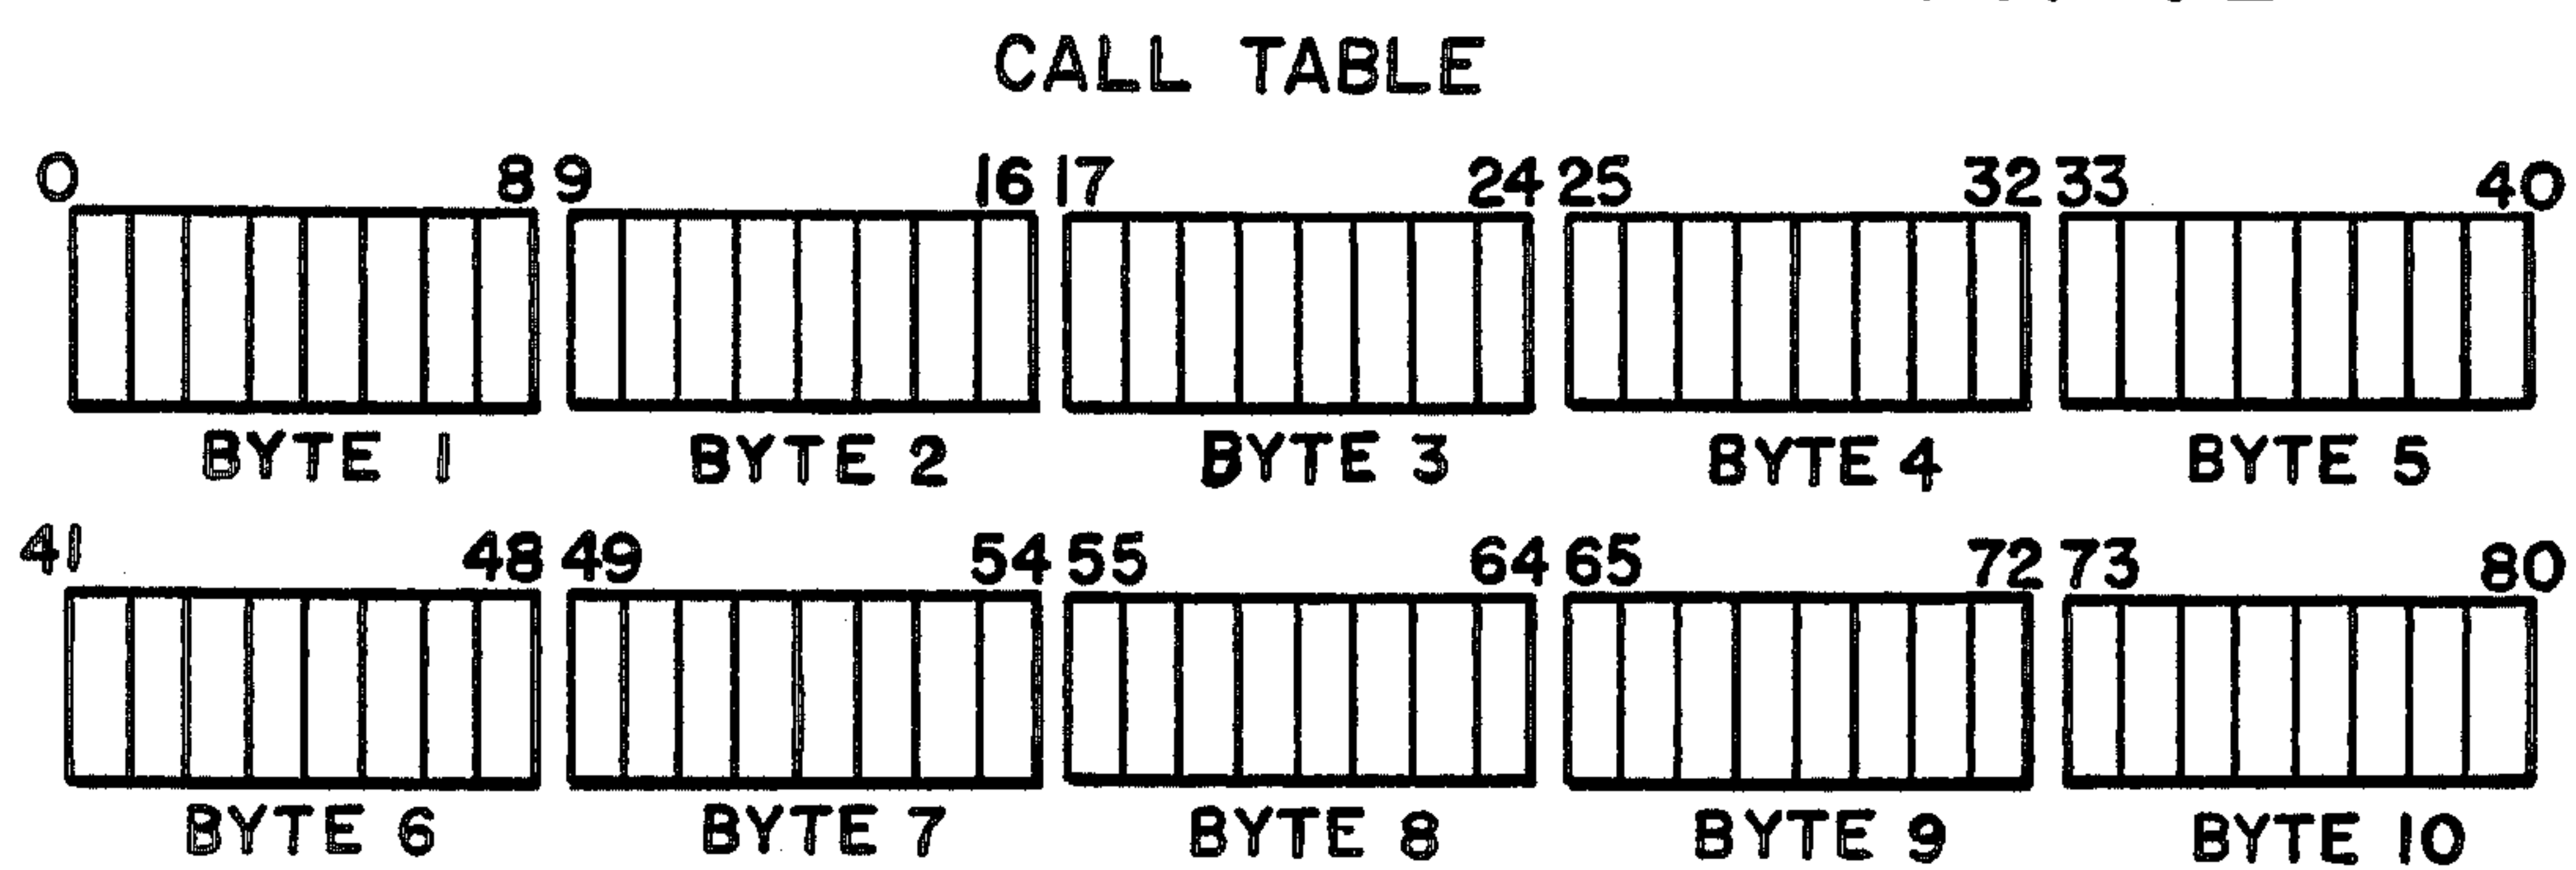 CALL TABLE
0 8 9 16 17 24 25 32 33 40
BYTE 1 BYTE 2 BYTE 3 BYTE 4 BYTE 5
41 48 49 54 55 64 65 72 73 80
BYTE 6 BYTE 7 BYTE 8 BYTE 9 BYTE 10